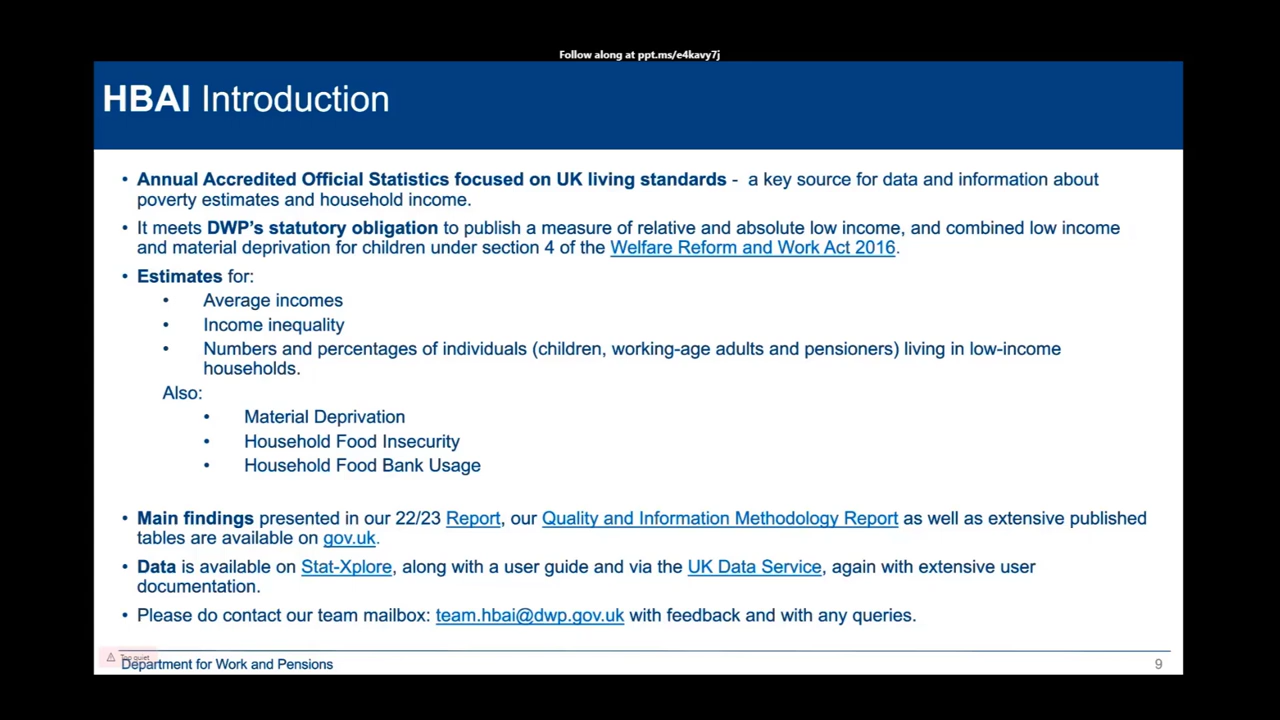 Follow along at ppt.ms/e4kavy7j
HBAI Introduction
• Annual Accredited Official Statistics focused on UK living standards - a key source for data and information about
poverty estimates and household income.
• It meets DWP's statutory obligation to publish a measure of relative and absolute low income, and combined low income
and material deprivation for children under section 4 of the Welfare Reform and Work Act 2016.
• Estimates for:
• Average incomes
• Income inequality
• Numbers and percentages of individuals (children, working-age adults and pensioners) living in low-income
households.
Also:
• Material Deprivation
• Household Food Insecurity
• Household Food Bank Usage
• Main findings presented in our 22/23 Report, our Quality and Information Methodology Report as well as extensive published
tables are available on gov.uk.
• Data is available on Stat-Xplore, along with a user guide and via the UK Data Service, again with extensive user
documentation.
• Please do contact our team mailbox: team.hbai@dwp.gov.uk with feedback and with any queries.
Too quiet
Department for Work and Pensions
9